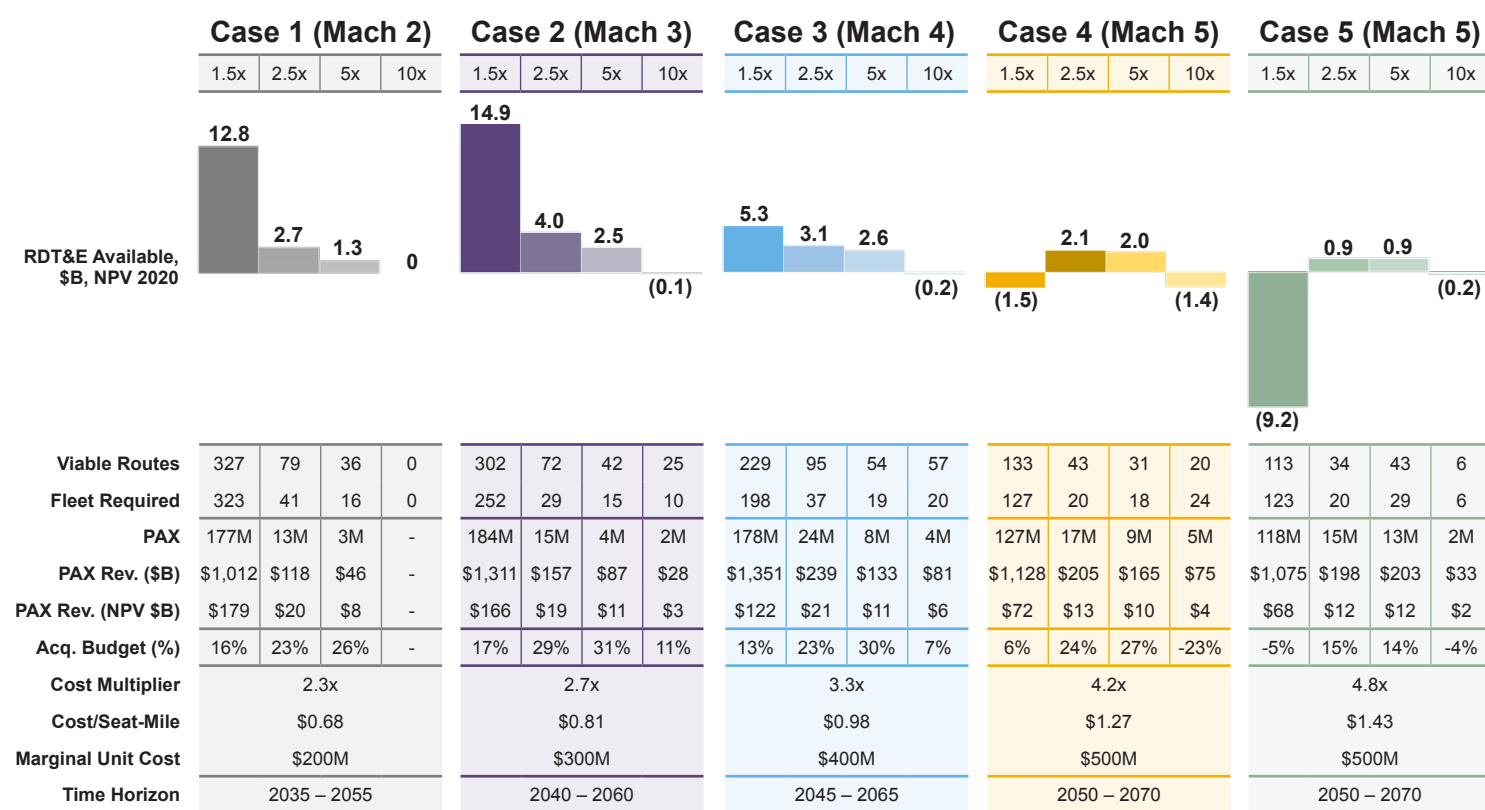 Case 1 (Mach 2) Case 2 (Mach 3) Case 3 (Mach 4) Case 4 (Mach 5) Case 5 (Mach 5)
1.5x 2.5x 5x 10x 1.5x 2.5x 5x 10x 1.5x 2.5x 5x 10x 1.5x 2.5x 5x 10x 1.5x 2.5x 5x 10x
RDT&E Available,
$B, NPV 2020
12.8 2.7 1.3 0 14.9 4.0 2.5 (0.1) 5.3 3.1 2.6 (0.2) (1.5) 2.1 2.0 (1.4) (9.2) 0.9 0.9 (0.2)
Viable Routes 327 79 36 0 302 72 42 25 229 95 54 57 133 43 31 20 113 34 43 6
Fleet Required 323 41 16 0 252 29 15 10 198 37 19 20 127 20 18 24 123 20 29 6
PAX 177M 13M 3M - 184M 15M 4M 2M 178M 24M 8M 4M 127M 17M 9M 5M 118M 15M 13M 2M
PAX Rev. ($B) $1,012 $118 $46 - $1,311 $157 $87 $28 $1,351 $239 $133 $81 $1,128 $205 $165 $75 $1,075 $198 $203 $33
PAX Rev. (NPV $B) $179 $20 $8 - $166 $19 $11 $3 $122 $21 $11 $6 $72 $13 $10 $4 $68 $12 $12 $2
Acq. Budget (%) 16% 23% 26% - 17% 29% 31% 11% 13% 23% 30% 7% 6% 24% 27% -23% -5% 15% 14% -4%
Cost Multiplier 2.3x 2.7x 3.3x 4.2x 4.8x
Cost/Seat-Mile $0.68 $0.81 $0.98 $1.27 $1.43
Marginal Unit Cost $200M $300M $400M $500M $500M
Time Horizon 2035 – 2055 2040 – 2060 2045 – 2065 2050 – 2070 2050 – 2070